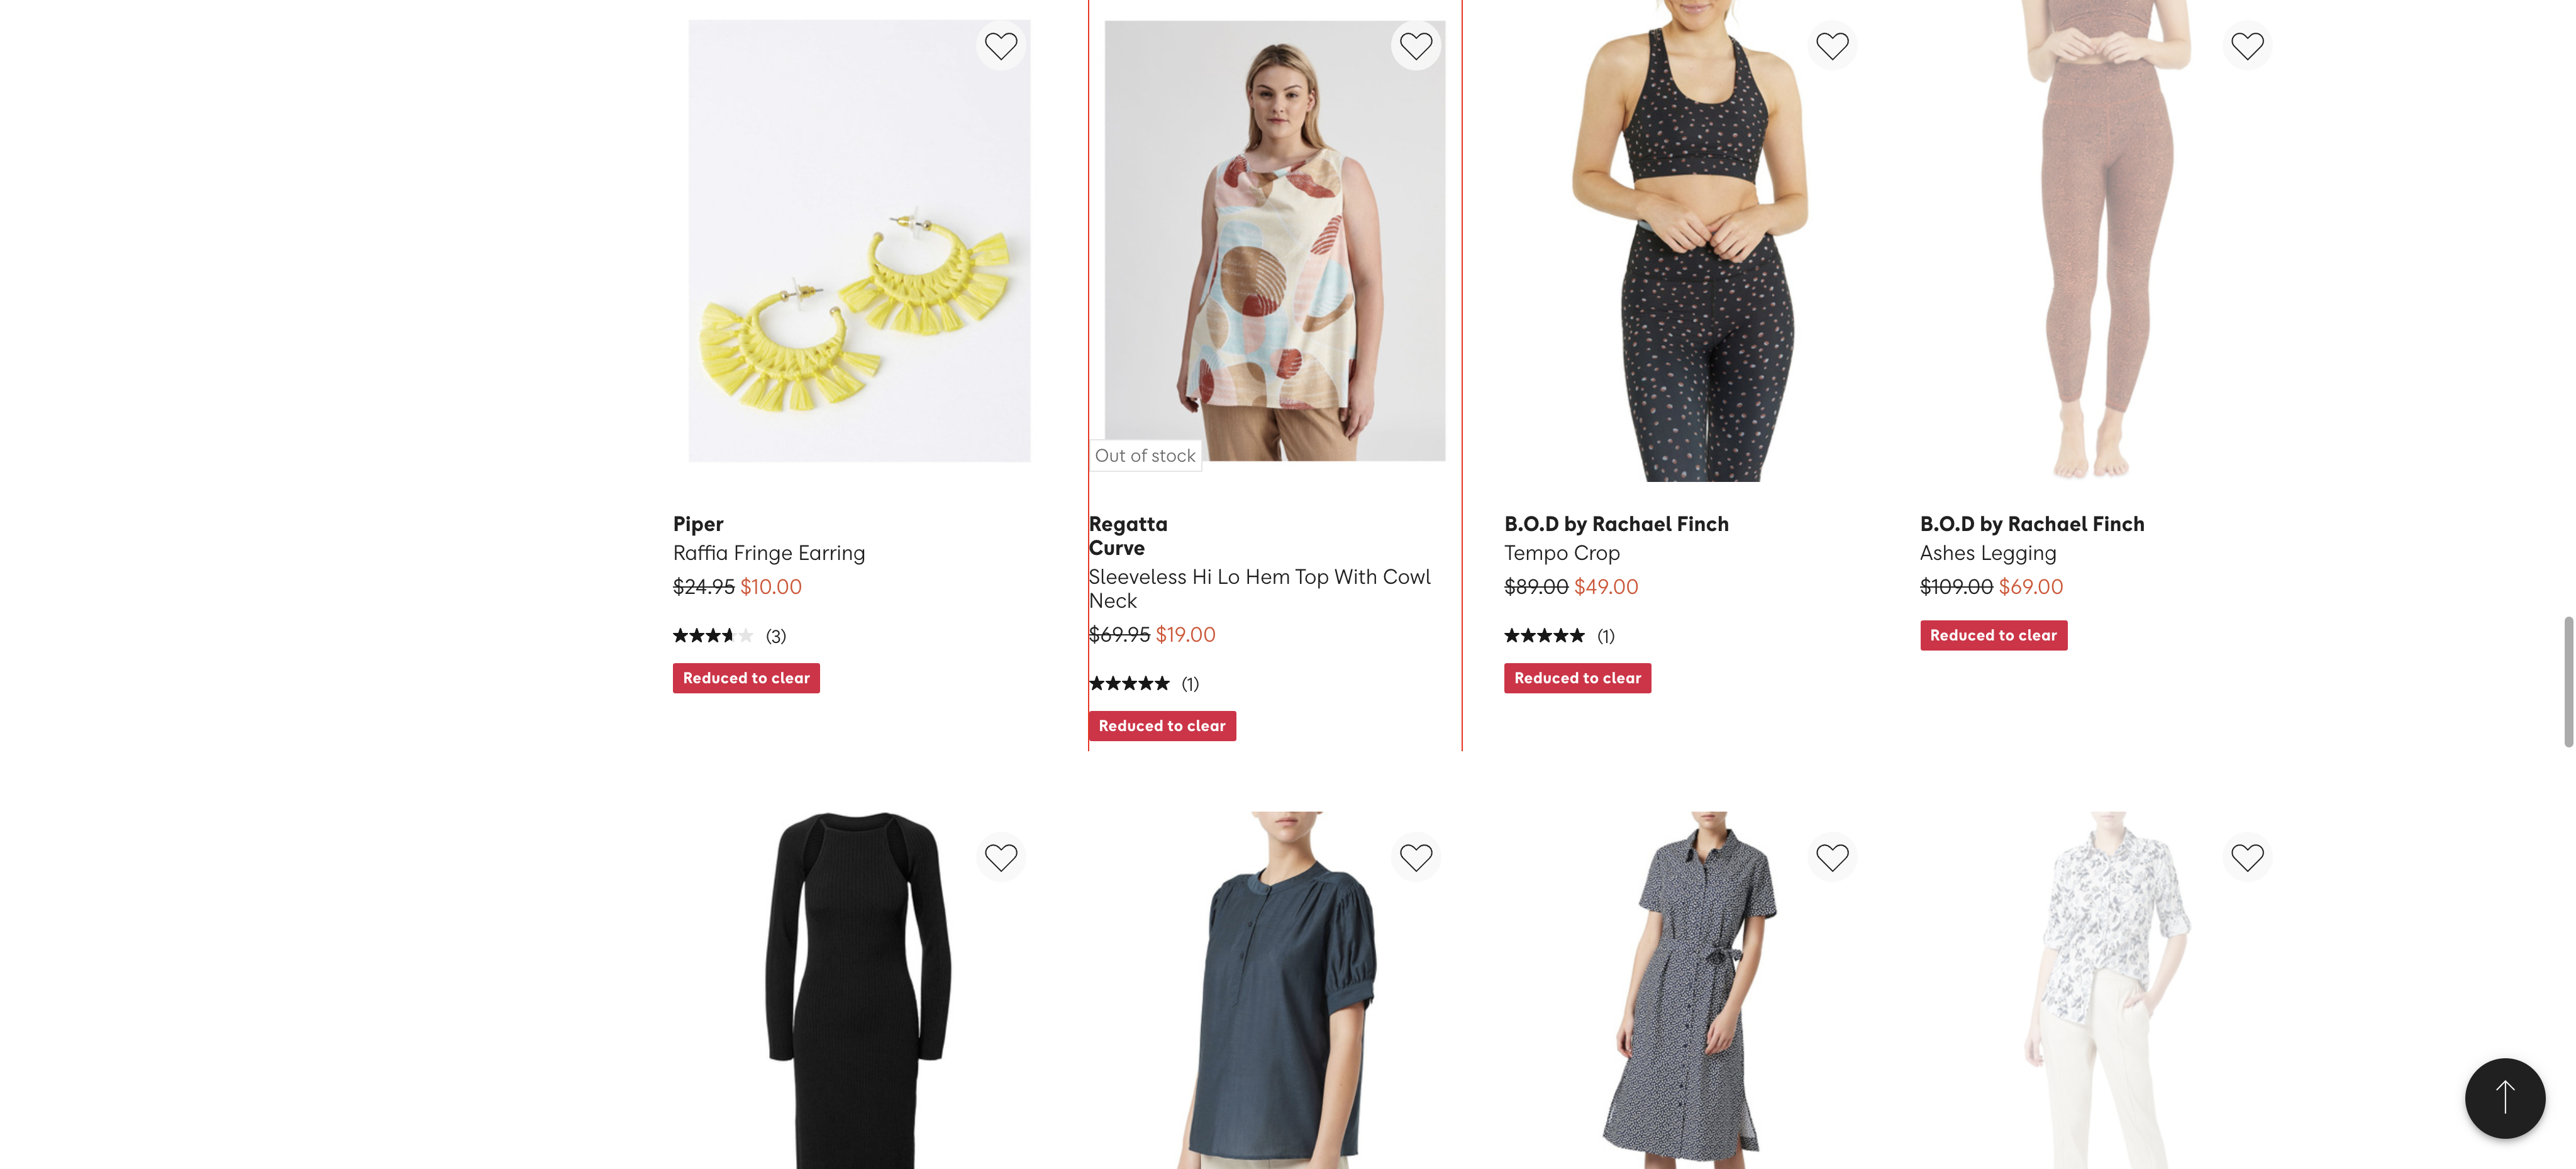 Out of stock
Piper
Raffia Fringe Earring
$24.95 $10.00
(3)
Reduced to clear
Regatta
Curve
Sleeveless Hi Lo Hem Top With Cowl
Neck
$69.95 $19.00
(1)
Reduced to clear
B.O.D by Rachael Finch
Tempo Crop
$89.00 $49.00
(1)
Reduced to clear
B.O.D by Rachael Finch
Ashes Legging
$109.00 $69.00
Reduced to clear